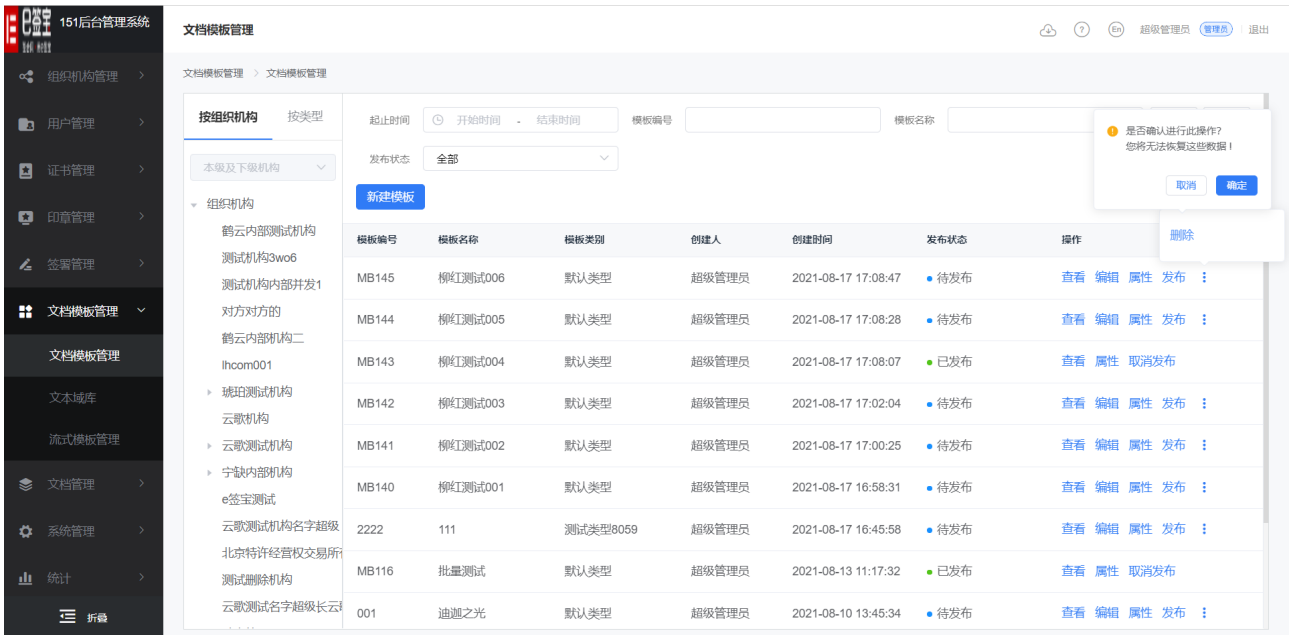 151后台管理系统
文档模板管理
En 超级管理员 管理员 退出
组织机构管理
用户管理
证书管理
印章管理
签署管理
文档模板管理
文档模板管理
文本域库
流式模板管理
文档管理
系统管理
统计
折叠
文档模板管理 > 文档模板管理
按组织机构 按类型
本级及下级机构
组织机构
鹤云内部测试机构
测试机构3wo6
测试机构内部并发1
对方对方的
鹤云内部机构二
lhcom001
琥珀测试机构
云歌机构
云歌测试机构
宁缺内部机构
e签宝测试
云歌测试机构名字超级
北京特许经营权交易所
测试删除机构
云歌测试名字超级长云
起止时间 开始时间 - 结束时间 模板编号 模板名称
发布状态 全部
新建模板
是否确认进行此操作?
您将无法恢复这些数据!
取消 确定
删除
模板编号 模板名称 模板类别 创建人 创建时间 发布状态 操作
MB145 柳红测试006 默认类型 超级管理员 2021-08-17 17:08:47 待发布 查看 编辑 属性 发布
MB144 柳红测试005 默认类型 超级管理员 2021-08-17 17:08:28 待发布 查看 编辑 属性 发布
MB143 柳红测试004 默认类型 超级管理员 2021-08-17 17:08:07 已发布 查看 属性 取消发布
MB142 柳红测试003 默认类型 超级管理员 2021-08-17 17:02:04 待发布 查看 编辑 属性 发布
MB141 柳红测试002 默认类型 超级管理员 2021-08-17 17:00:25 待发布 查看 编辑 属性 发布
MB140 柳红测试001 默认类型 超级管理员 2021-08-17 16:58:31 待发布 查看 编辑 属性 发布
2222 111 测试类型8059 超级管理员 2021-08-17 16:45:58 待发布 查看 编辑 属性 发布
MB116 批量测试 默认类型 超级管理员 2021-08-13 11:17:32 已发布 查看 属性 取消发布
001 迪迦之光 默认类型 超级管理员 2021-08-10 13:45:34 待发布 查看 编辑 属性 发布